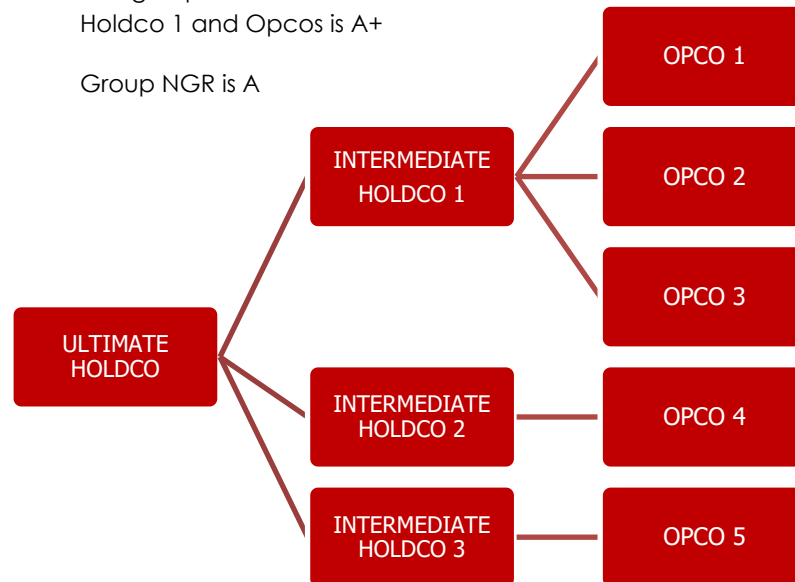 Holdco 1 and Opcos is A+
Group NGR is A
OPCO 1
INTERMEDIATE
HOLDCO 1
OPCO 2
OPCO 3
ULTIMATE
HOLDCO
INTERMEDIATE
HOLDCO 2
OPCO 4
INTERMEDIATE
HOLDCO 3
OPCO 5